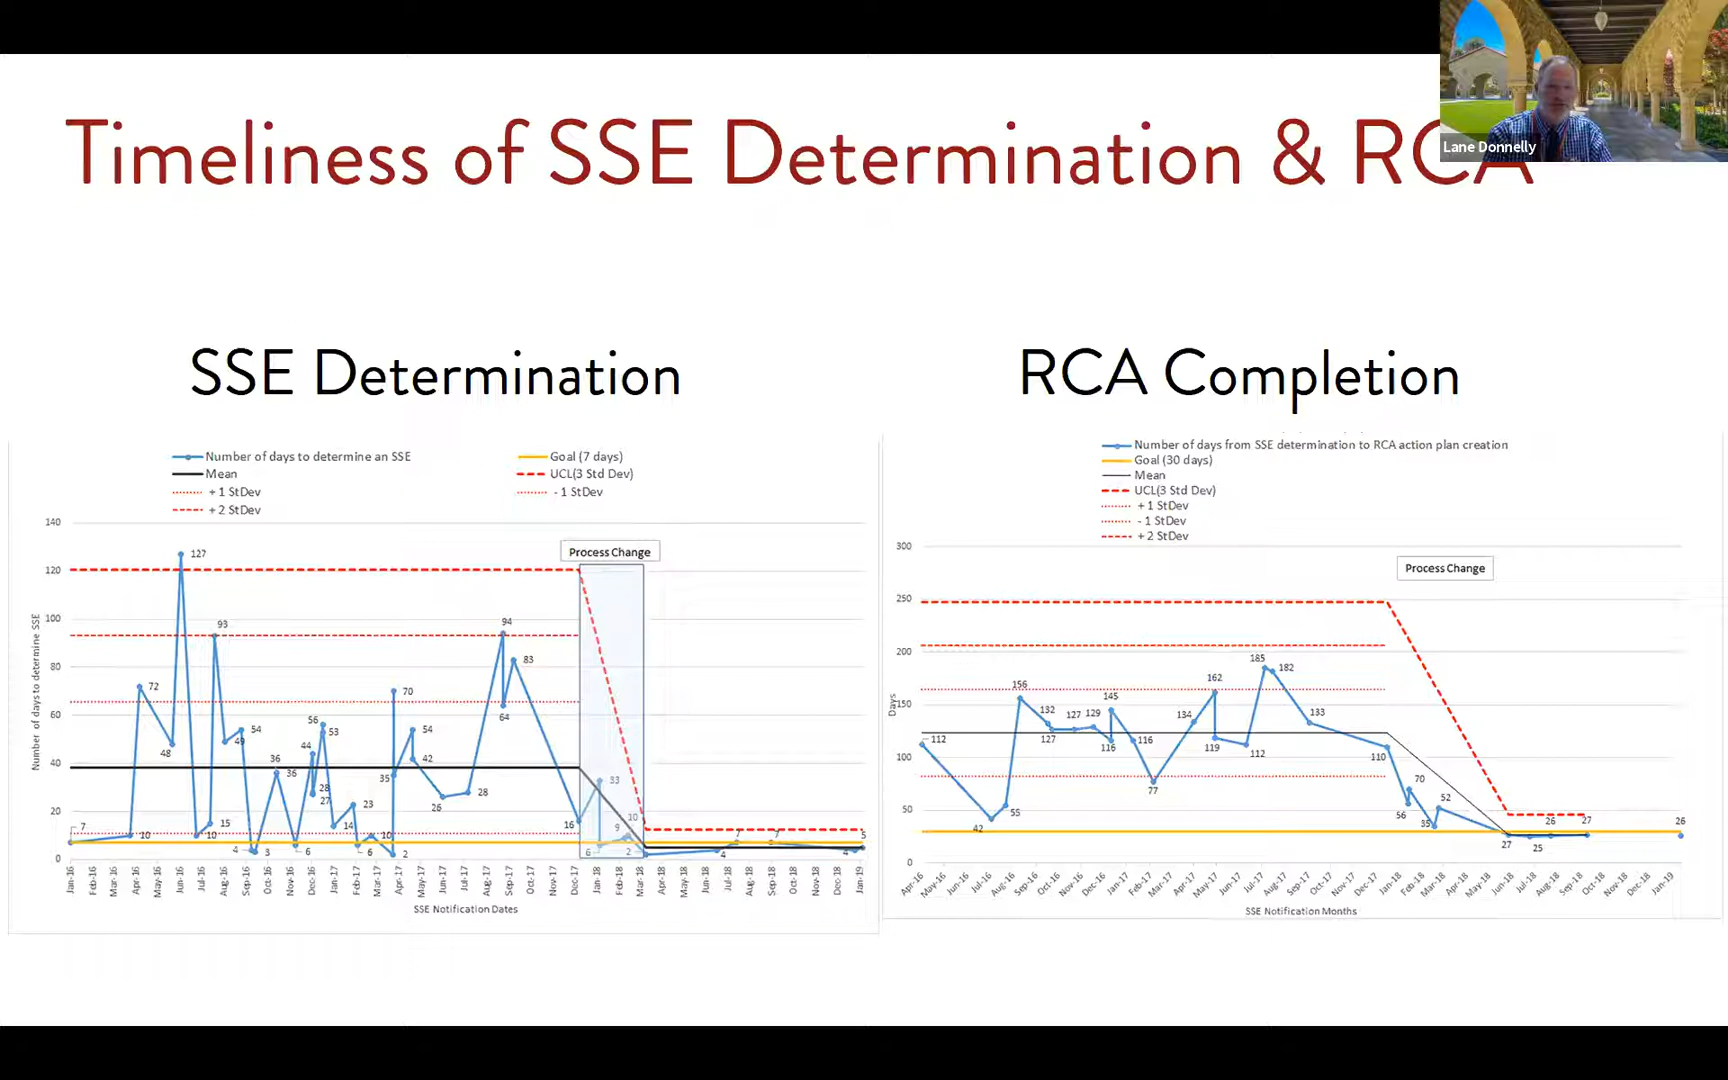 Lane Donnelly
Timeliness of SSE Determination & RCA
SSE Determination
Number of days to determine an SSE
Goal (7 days)
Mean
UCL(3 Std Dev)
+ 1 StDev
- 1 StDev
+ 2 StDev
140
120
100
80
60
40
20
0
Number of days to determine SSE
Process Change
7
10
72
48
127
10
15
93
49
54
4
3
36
36
6
44
28
27
56
53
14
23
6
10
2
35
70
54
42
26
28
94
64
83
16
33
6
9
10
2
4
7
7
4
5
Jan-16
Feb-16
Mar-16
Apr-16
May-16
Jun-16
Jul-16
Aug-16
Sep-16
Oct-16
Nov-16
Dec-16
Jan-17
Feb-17
Mar-17
Apr-17
May-17
Jun-17
Jul-17
Aug-17
Sep-17
Oct-17
Nov-17
Dec-17
Jan-18
Feb-18
Mar-18
Apr-18
May-18
Jun-18
Jul-18
Aug-18
Sep-18
Oct-18
Nov-18
Dec-18
Jan-19
SSE Notification Dates
RCA Completion
Number of days from SSE determination to RCA action plan creation
Goal (30 days)
Mean
UCL(3 Std Dev)
+ 1 StDev
- 1 StDev
+ 2 StDev
300
250
200
150
100
50
0
Days
Process Change
112
42
55
156
132
127
127
129
116
145
116
77
134
162
119
112
185
182
133
110
56
70
35
52
27
25
26
27
26
Apr-16
May-16
Jun-16
Jul-16
Aug-16
Sep-16
Oct-16
Nov-16
Dec-16
Jan-17
Feb-17
Mar-17
Apr-17
May-17
Jun-17
Jul-17
Aug-17
Sep-17
Oct-17
Nov-17
Dec-17
Jan-18
Feb-18
Mar-18
Apr-18
May-18
Jun-18
Jul-18
Aug-18
Sep-18
Oct-18
Nov-18
Dec-18
Jan-19
SSE Notification Months